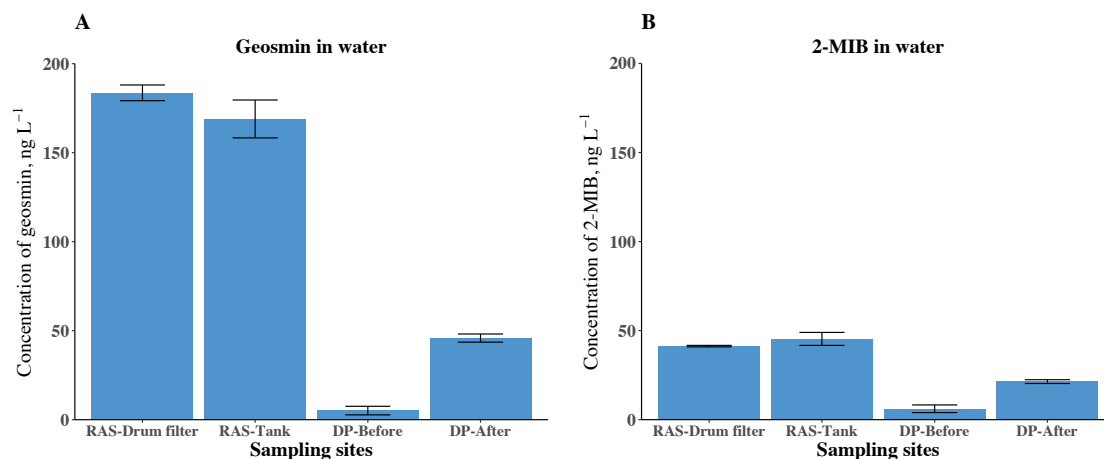 A
Geosmin in water
Concentration of geosmin, ng L⁻¹
200
150
100
50
0
RAS-Drum filter RAS-Tank DP-Before DP-After
Sampling sites
B
2-MIB in water
Concentration of 2-MIB, ng L⁻¹
200
150
100
50
0
RAS-Drum filter RAS-Tank DP-Before DP-After
Sampling sites